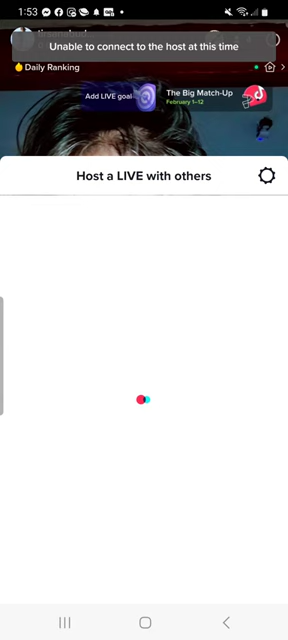 1:53
Unable to connect to the host at this time
Daily Ranking
Add LIVE goal
The Big Match-Up
February 1–12
Host a LIVE with others